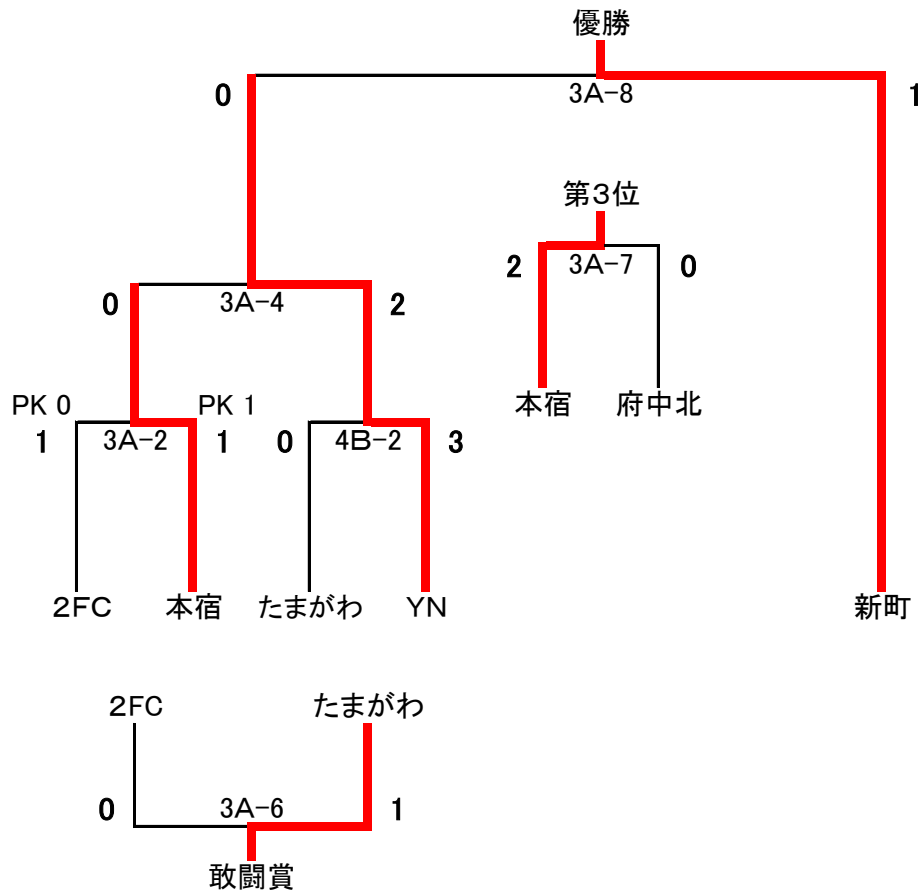 優勝
0 3A-8 1
第3位
2 3A-7 0
0 3A-4 2
本宿 府中北
PK 0 PK 1
1 3A-2 1 0 4B-2 3
2FC 本宿 たまがわ YN 新町
2FC たまがわ
0 3A-6 1
敢闘賞